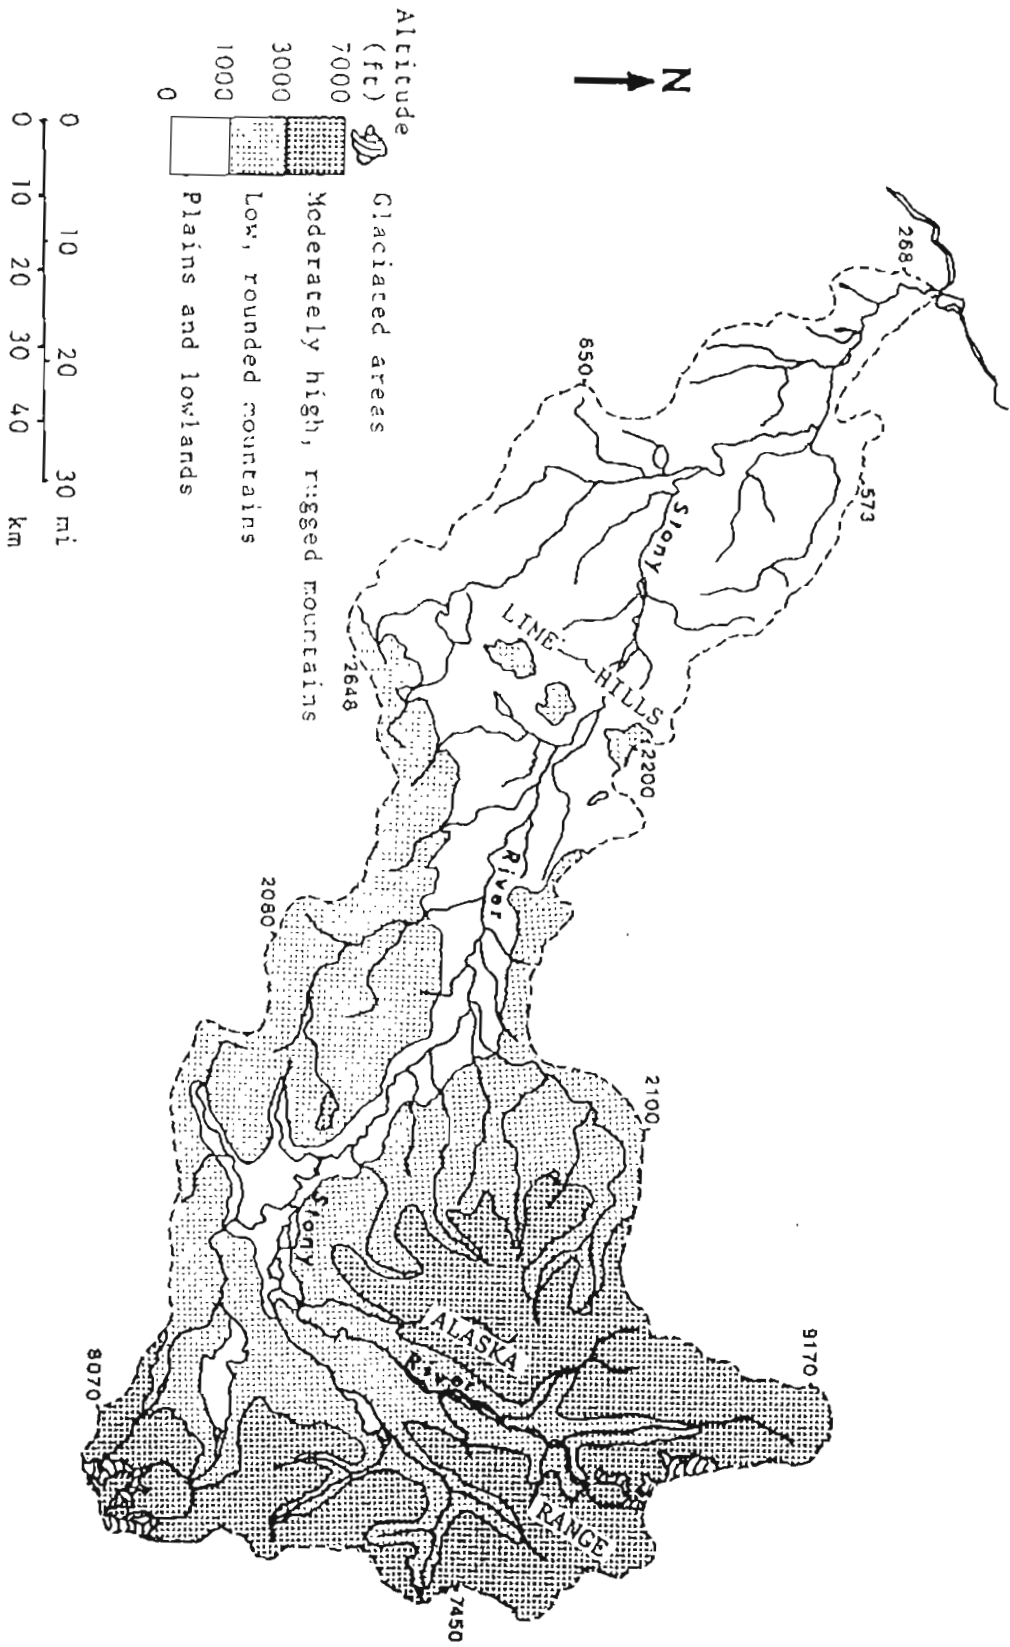 N
268
573
650
Stony
LIME HILLS
2200
2648
River
2080
2100
Stony
ALASKA
River
RANGE
9170
8070
7450
Altitude
(ft)
Glaciated areas
7000
Moderately high, rugged mountains
3000
Low, rounded mountains
1000
Plains and lowlands
0
0 10 20 30 mi
0 10 20 30 40 km